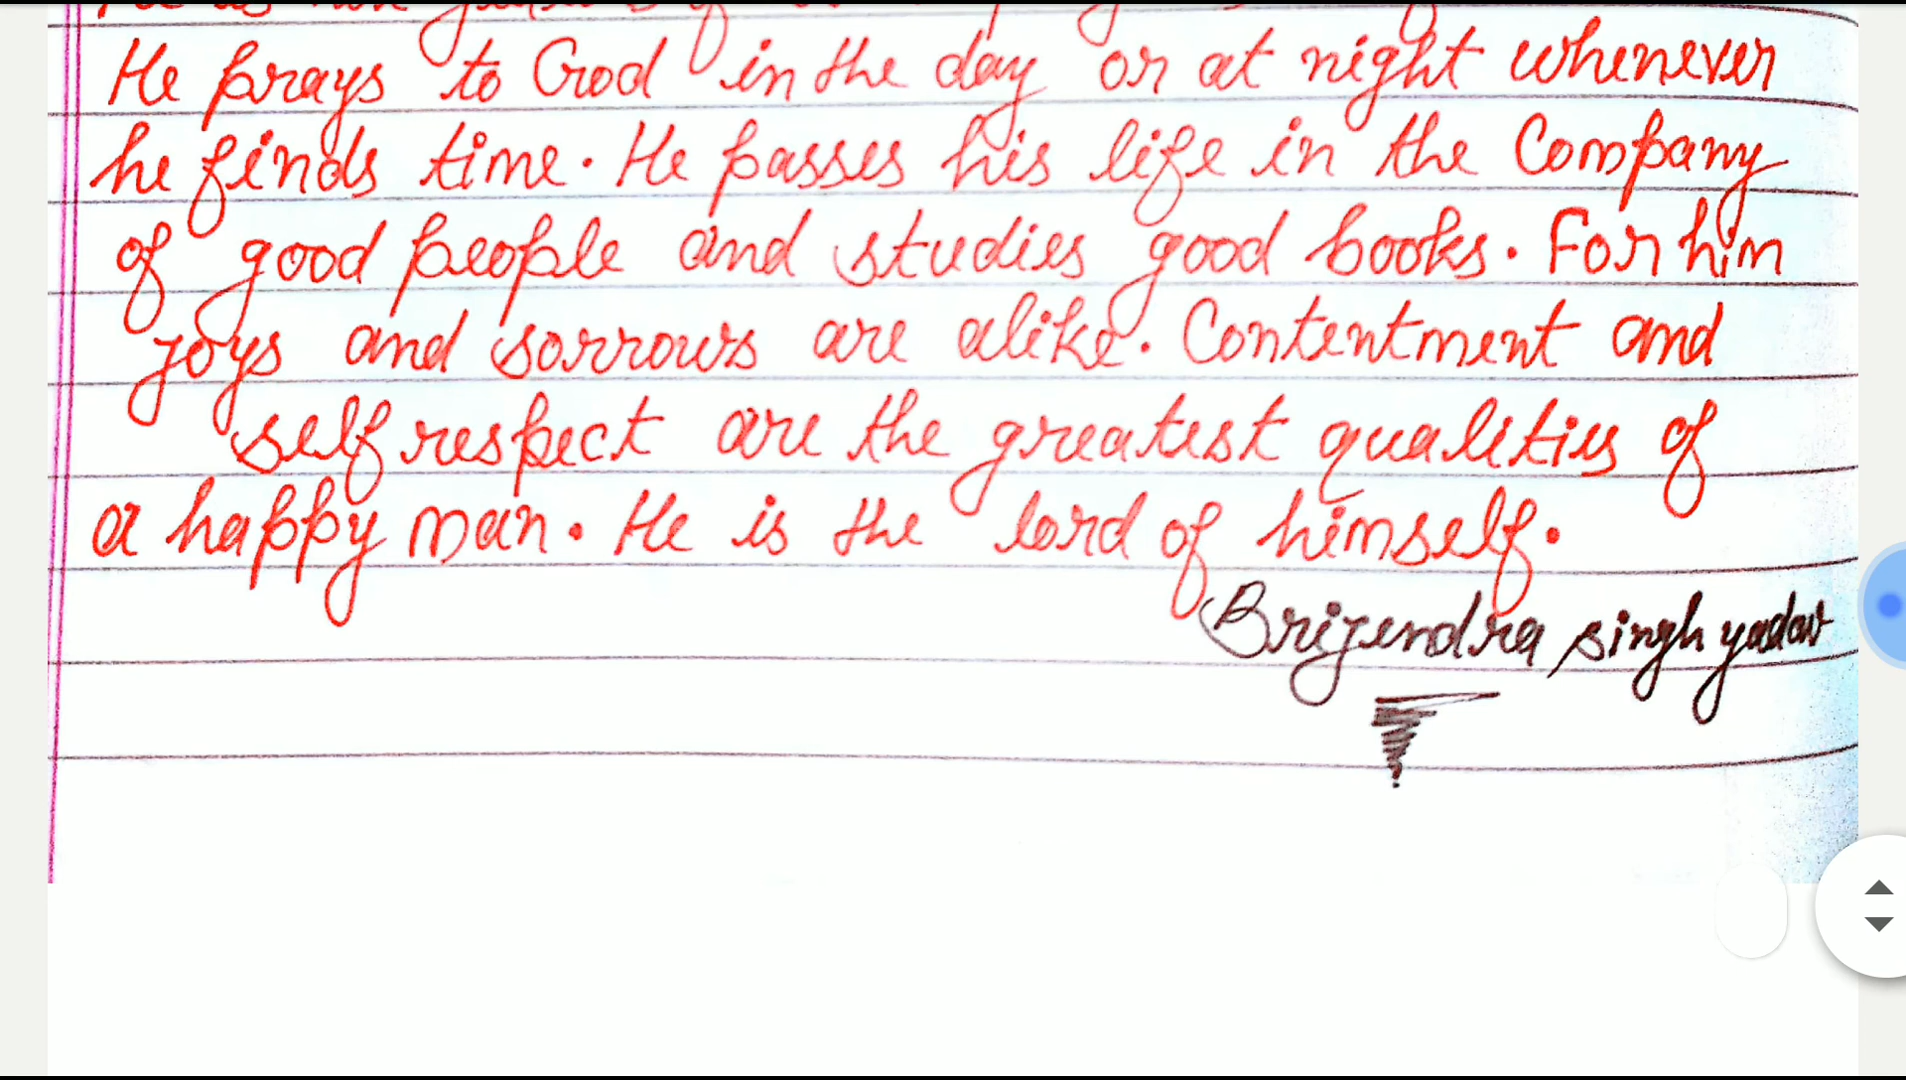 He prays to God in the day or at night whenever
he finds time. He passes his life in the Company
of good people and studies good books. For him
joys and sorrows are alike. Contentment and
self respect are the greatest qualities of
a happy man. He is the lord of himself.
Brijendra singh yadav